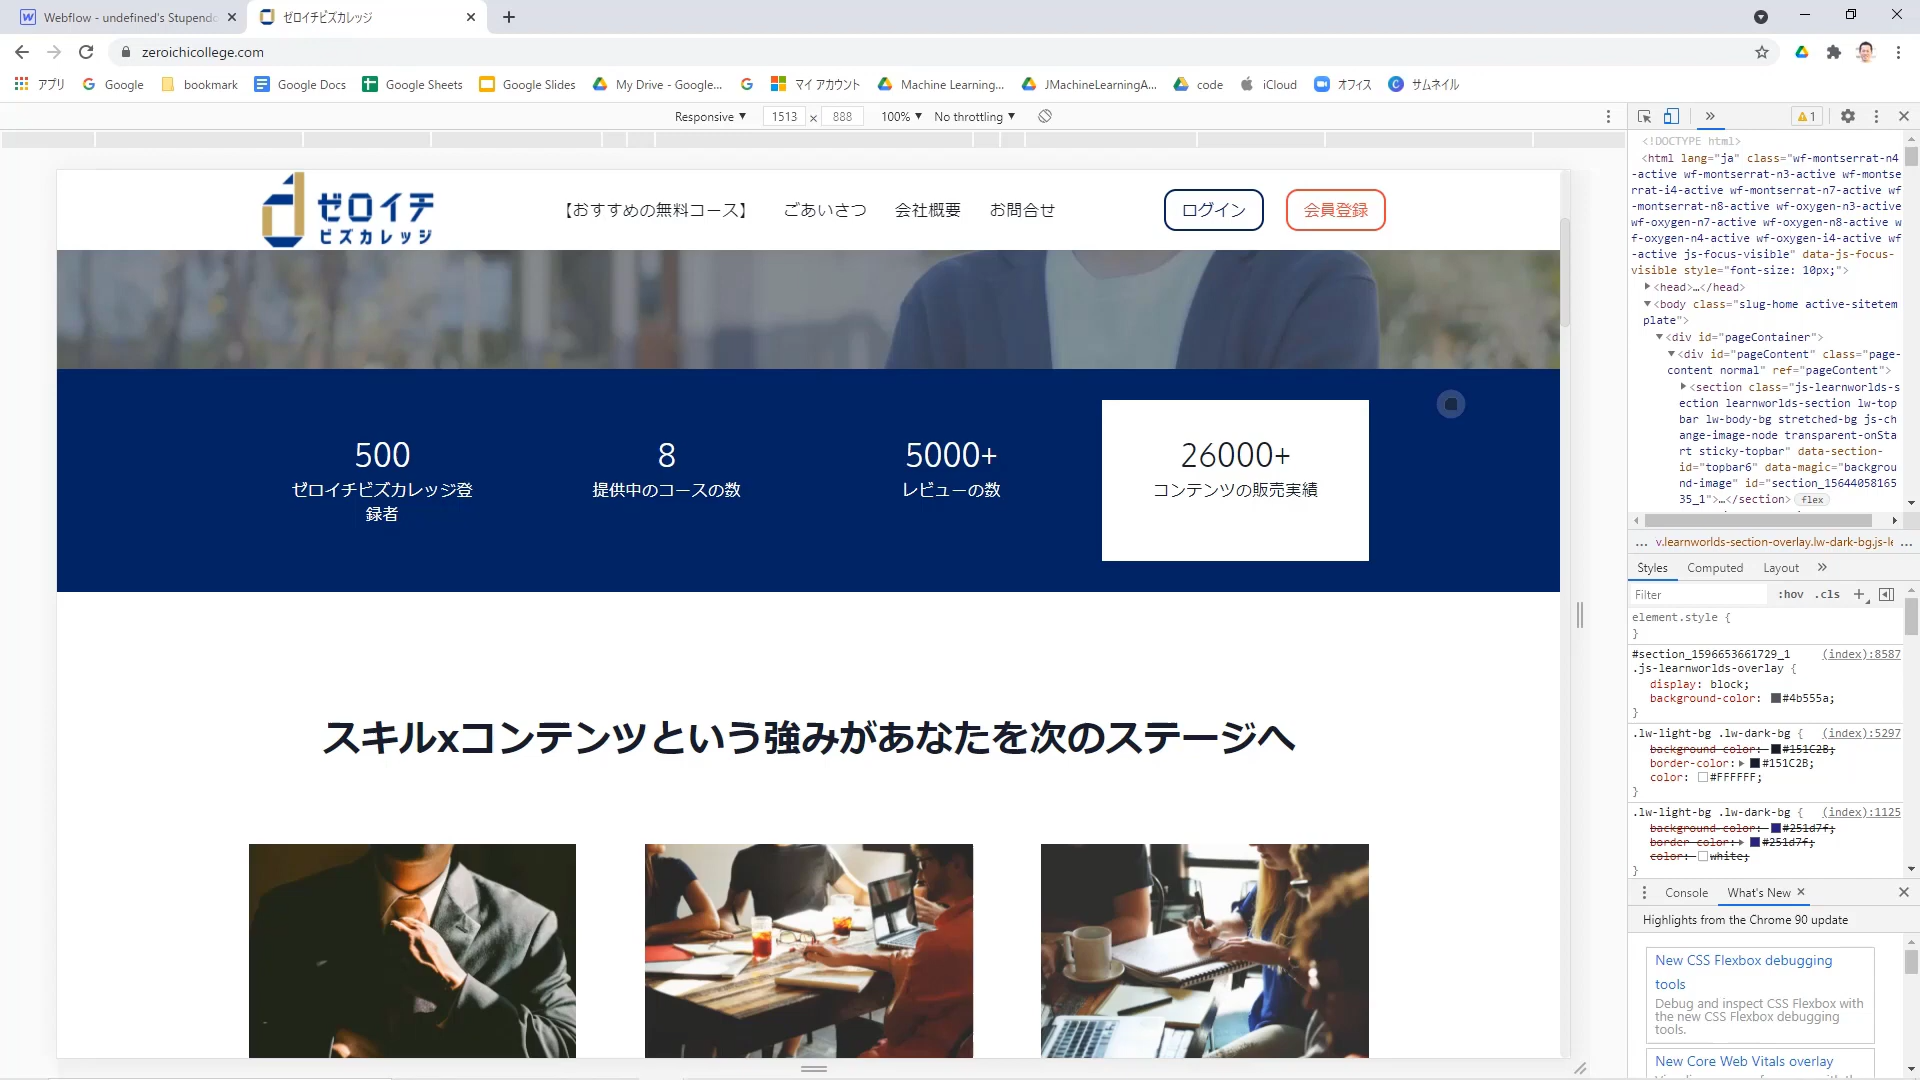 Webflow - undefined's Stupendo
ゼロイチビズカレッジ
zeroichicollege.com
アプリ
Google
bookmark
Google Docs
Google Sheets
Google Slides
My Drive - Google...
マイ アカウント
Machine Learning...
JMachineLearningA...
code
iCloud
オフィス
サムネイル
Responsive ▼ 1513 x 888 100% ▼ No throttling ▼
ゼロイチ
ビズカレッジ
【おすすめの無料コース】
ごあいさつ
会社概要
お問合せ
ログイン
会員登録
500
ゼロイチビズカレッジ登
録者
8
提供中のコースの数
5000+
レビューの数
26000+
コンテンツの販売実績
スキルxコンテンツという強みがあなたを次のステージへ
1
<!DOCTYPE html>
<html lang="ja" class="wf-montserrat-n4
-active wf-montserrat-n3-active wf-montse
rrat-i4-active wf-montserrat-n7-active wf
-montserrat-n8-active wf-oxygen-n3-active
wf-oxygen-n7-active wf-oxygen-n8-active w
f-oxygen-n4-active wf-oxygen-i4-active wf
-active js-focus-visible" data-js-focus-
visible style="font-size: 10px;">
<head>…</head>
<body class="slug-home active-sitetem
plate">
<div id="pageContainer">
<div id="pageContent" class="page-
content normal" ref="pageContent">
<section class="js-learnworlds-s
ection learnworlds-section lw-top
bar lw-body-bg stretched-bg js-ch
ange-image-node transparent-onSta
rt sticky-topbar" data-section-
id="topbar6" data-magic="backgrou
nd-image" id="section_15644058165
35_1">…</section> flex
... v.learnworlds-section-overlay.lw-dark-bg.js-le ...
Styles Computed Layout »
Filter :hov .cls +
element.style {
}
#section_1596653661729_1 (index):8587
.js-learnworlds-overlay {
display: block;
background-color: #4b555a;
}
.lw-light-bg .lw-dark-bg { (index):5297
background-color: #151C2B;
border-color: #151C2B;
color: #FFFFFF;
}
.lw-light-bg .lw-dark-bg { (index):1125
background-color: #251d7f;
border-color: #251d7f;
color: white;
}
Console What's New
Highlights from the Chrome 90 update
New CSS Flexbox debugging
tools
Debug and inspect CSS Flexbox with
the new CSS Flexbox debugging
tools.
New Core Web Vitals overlay